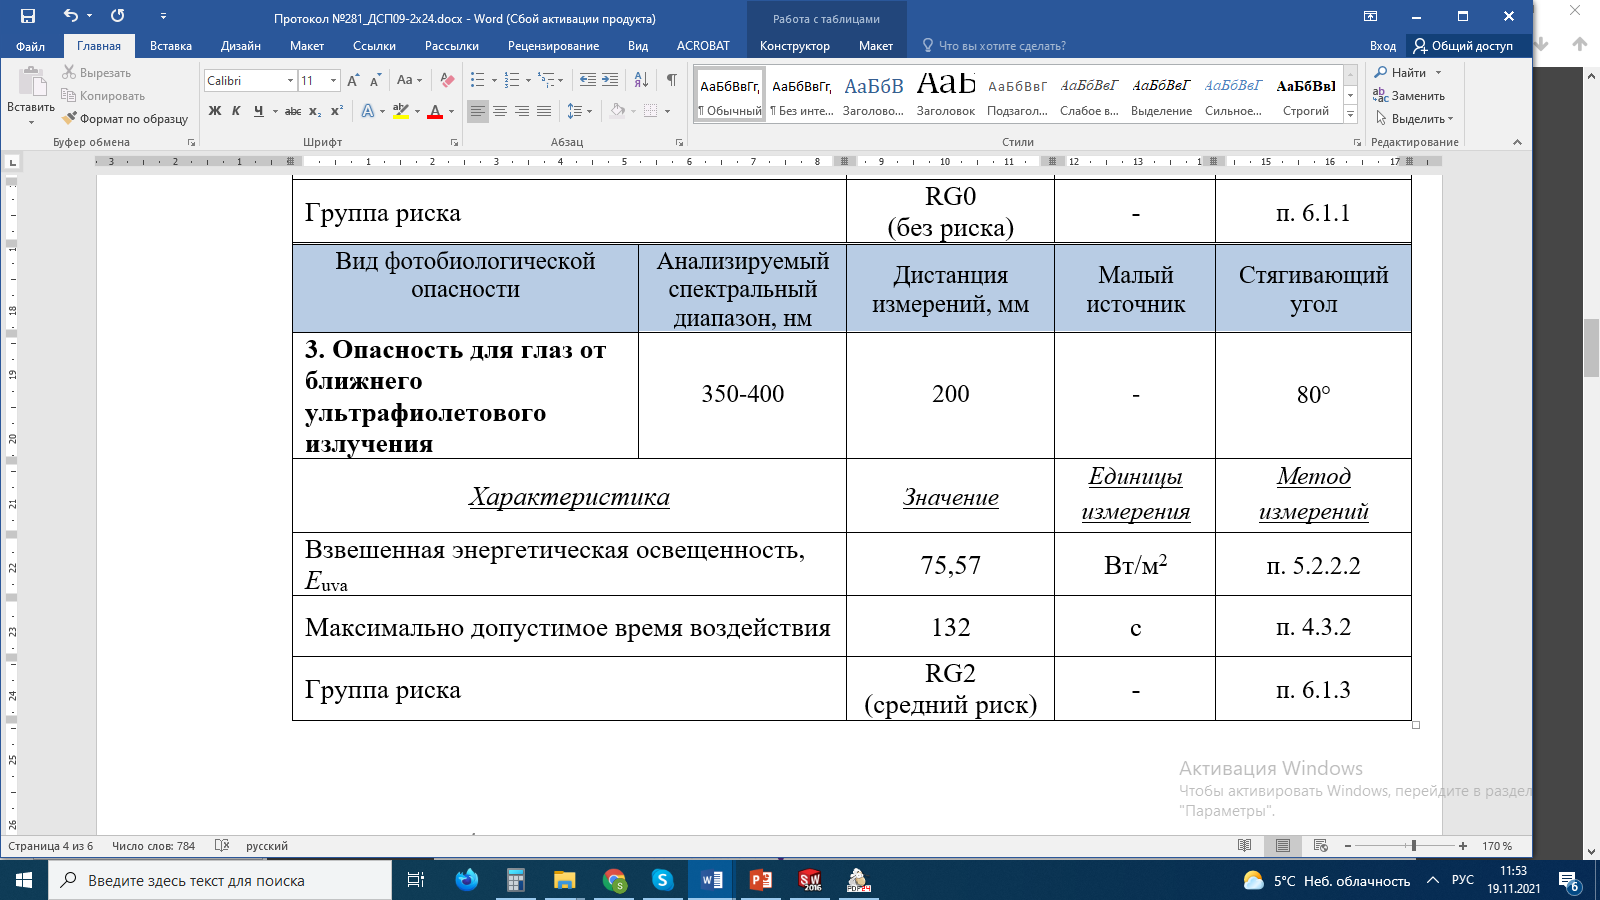 Протокол №281_ДСП09-2х24.docx - Word (Сбой активации продукта)
Работа с таблицами
Файл
Главная
Вставка
Дизайн
Макет
Ссылки
Рассылки
Рецензирование
Вид
ACROBAT
Конструктор
Макет
Что вы хотите сделать?
Вход
Общий доступ
Вставить
Вырезать
Копировать
Формат по образцу
Буфер обмена
Calibri
11
Шрифт
Абзац
АаБбВвГг,
¶ Обычный
АаБбВвГг,
¶ Без инте...
АаБбВ
Заголово...
АаБ
Заголовок
АаБбВвГ
Подзагол...
АаБбВвГ
Слабое в...
АаБбВвГ
Выделение
АаБбВвГ
Сильное...
АаБбВвI
Строгий
Стили
Найти
Заменить
Выделить
Редактирование
Группа риска
RG0
(без риска)
-
п. 6.1.1
Вид фотобиологической
опасности
Анализируемый
спектральный
диапазон, нм
Дистанция
измерений, мм
Малый
источник
Стягивающий
угол
3. Опасность для глаз от
ближнего
ультрафиолетового
излучения
350-400
200
-
80°
Характеристика
Значение
Единицы
измерения
Метод
измерений
Взвешенная энергетическая освещенность,
Euva
75,57
Вт/м²
п. 5.2.2.2
Максимально допустимое время воздействия
132
с
п. 4.3.2
Группа риска
RG2
(средний риск)
-
п. 6.1.3
Активация Windows
Чтобы активировать Windows, перейдите в раздел
"Параметры".
Страница 4 из 6
Число слов: 784
русский
170 %
Введите здесь текст для поиска
5°C Неб. облачность
РУС
11:53
19.11.2021
6